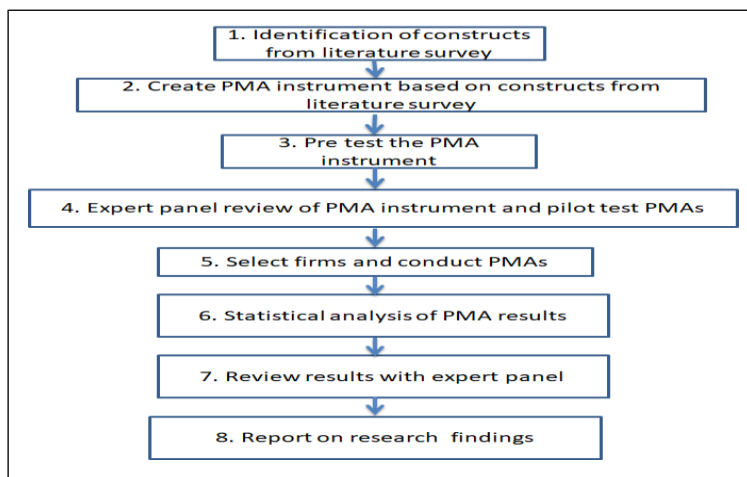 1. Identification of constructs
from literature survey
2. Create PMA instrument based on constructs from
literature survey
3. Pre test the PMA
instrument
4. Expert panel review of PMA instrument and pilot test PMAs
5. Select firms and conduct PMAs
6. Statistical analysis of PMA results
7. Review results with expert panel
8. Report on research findings